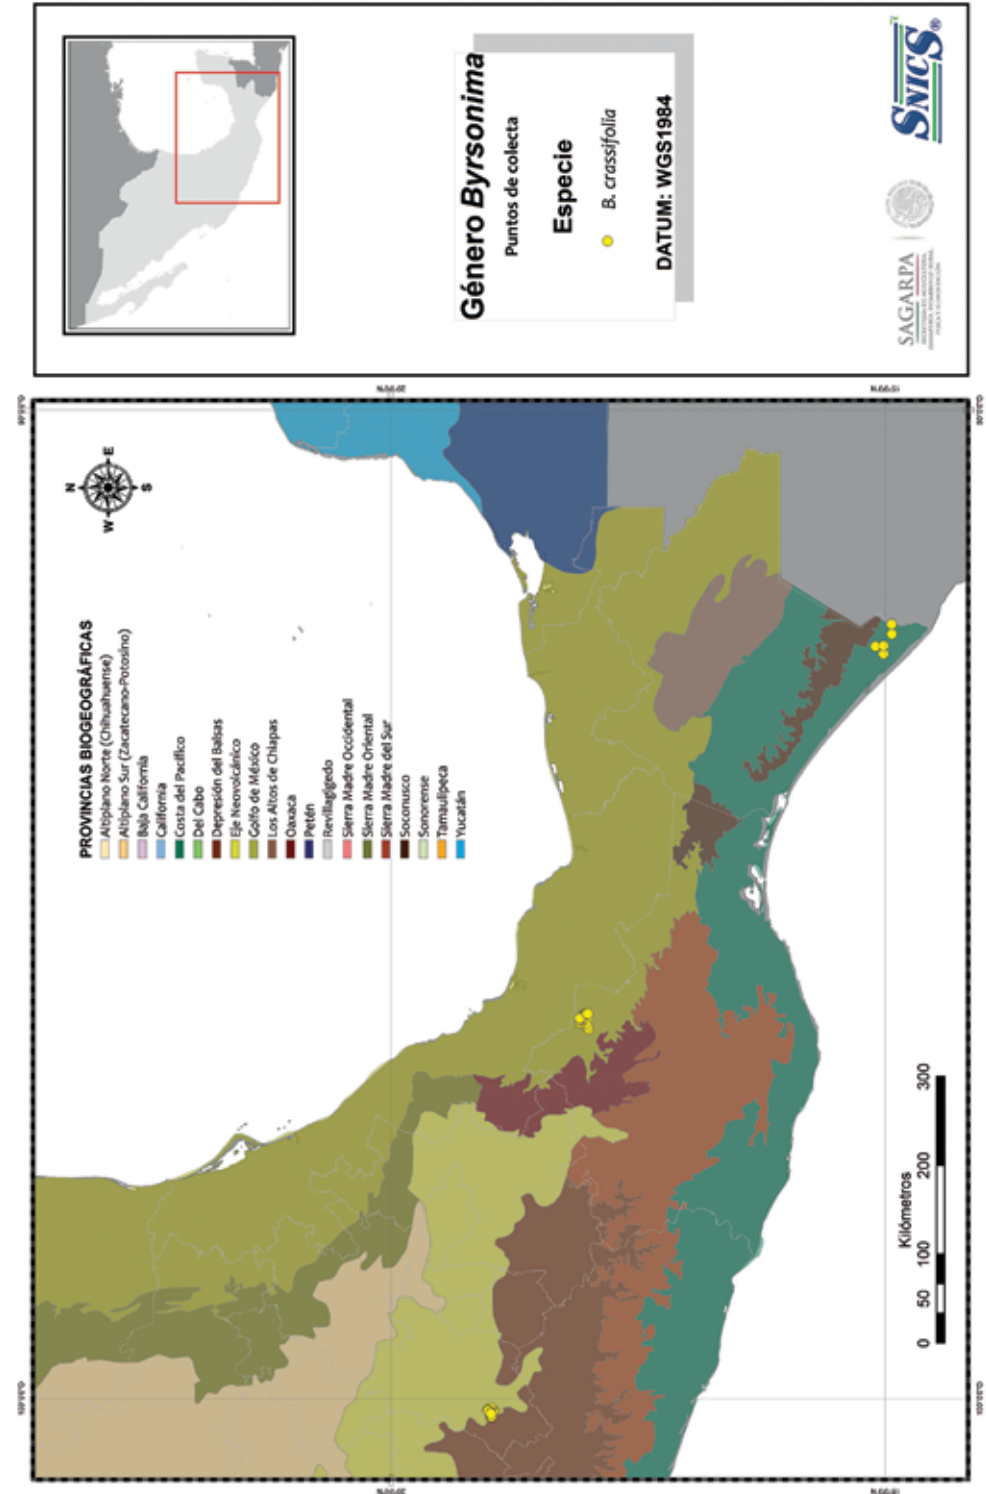 Género Byrsonima
Puntos de colecta
Especie
B. crassifolia
DATUM: WGS1984
SAGARPA
SNICS®
N
W
E
S
PROVINCIAS BIOGEOGRÁFICAS
Altiplano Norte (Chihuahuense)
Altiplano Sur (Zacatecano-Potosino)
Baja California
California
Costa del Pacífico
Del Cabo
Depresión del Balsas
Eje Neovolcánico
Golfo de México
Los Altos de Chiapas
Oaxaca
Petén
Revillagigedo
Sierra Madre Occidental
Sierra Madre Oriental
Sierra Madre del Sur
Soconusco
Sonorense
Tamaulipeca
Yucatán
Kilómetros
0 50 100 200 300